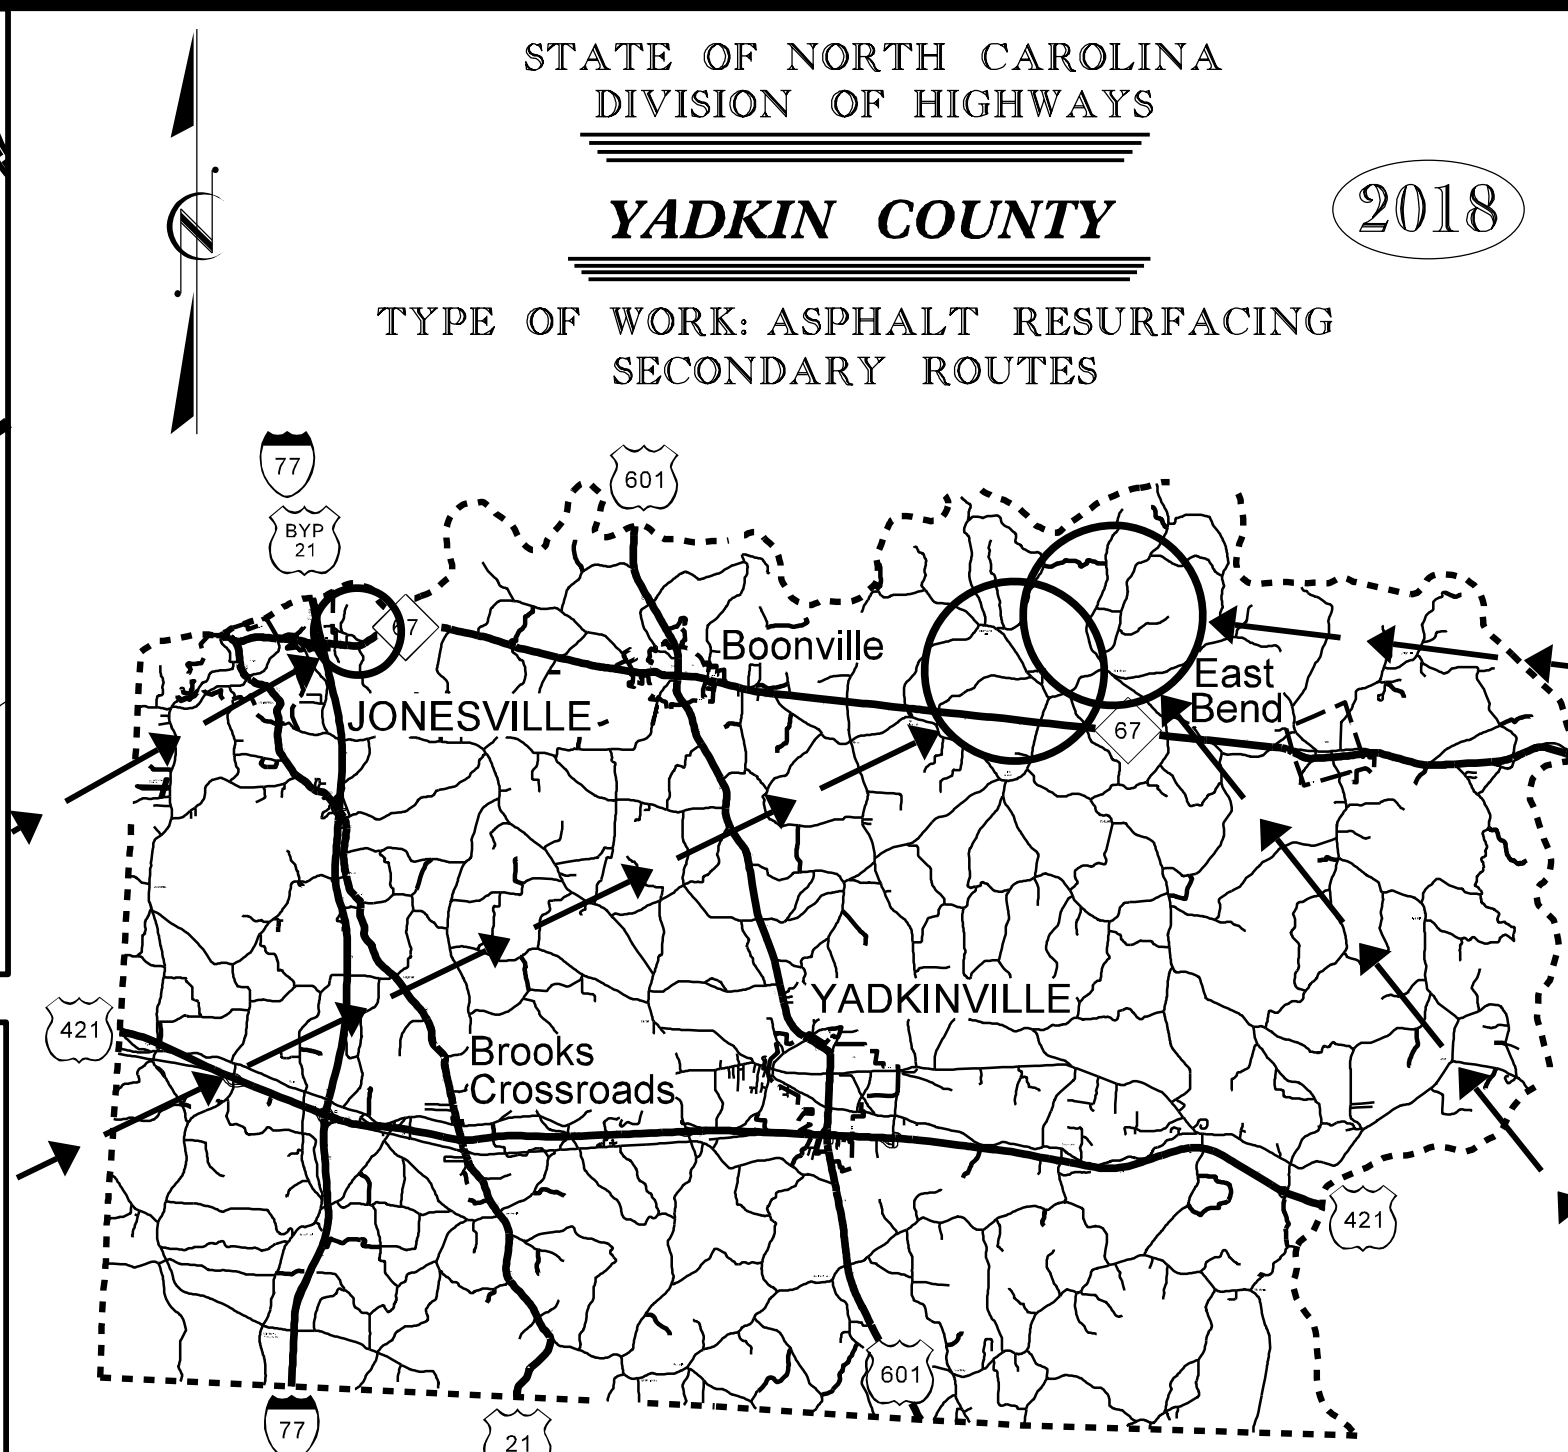 STATE OF NORTH CAROLINA
DIVISION OF HIGHWAYS
YADKIN COUNTY
2018
TYPE OF WORK: ASPHALT RESURFACING
SECONDARY ROUTES
N
77
601
BYP
21
67
Boonville
East
Bend
JONESVILLE
67
YADKINVILLE
421
Brooks
Crossroads
421
601
77
21